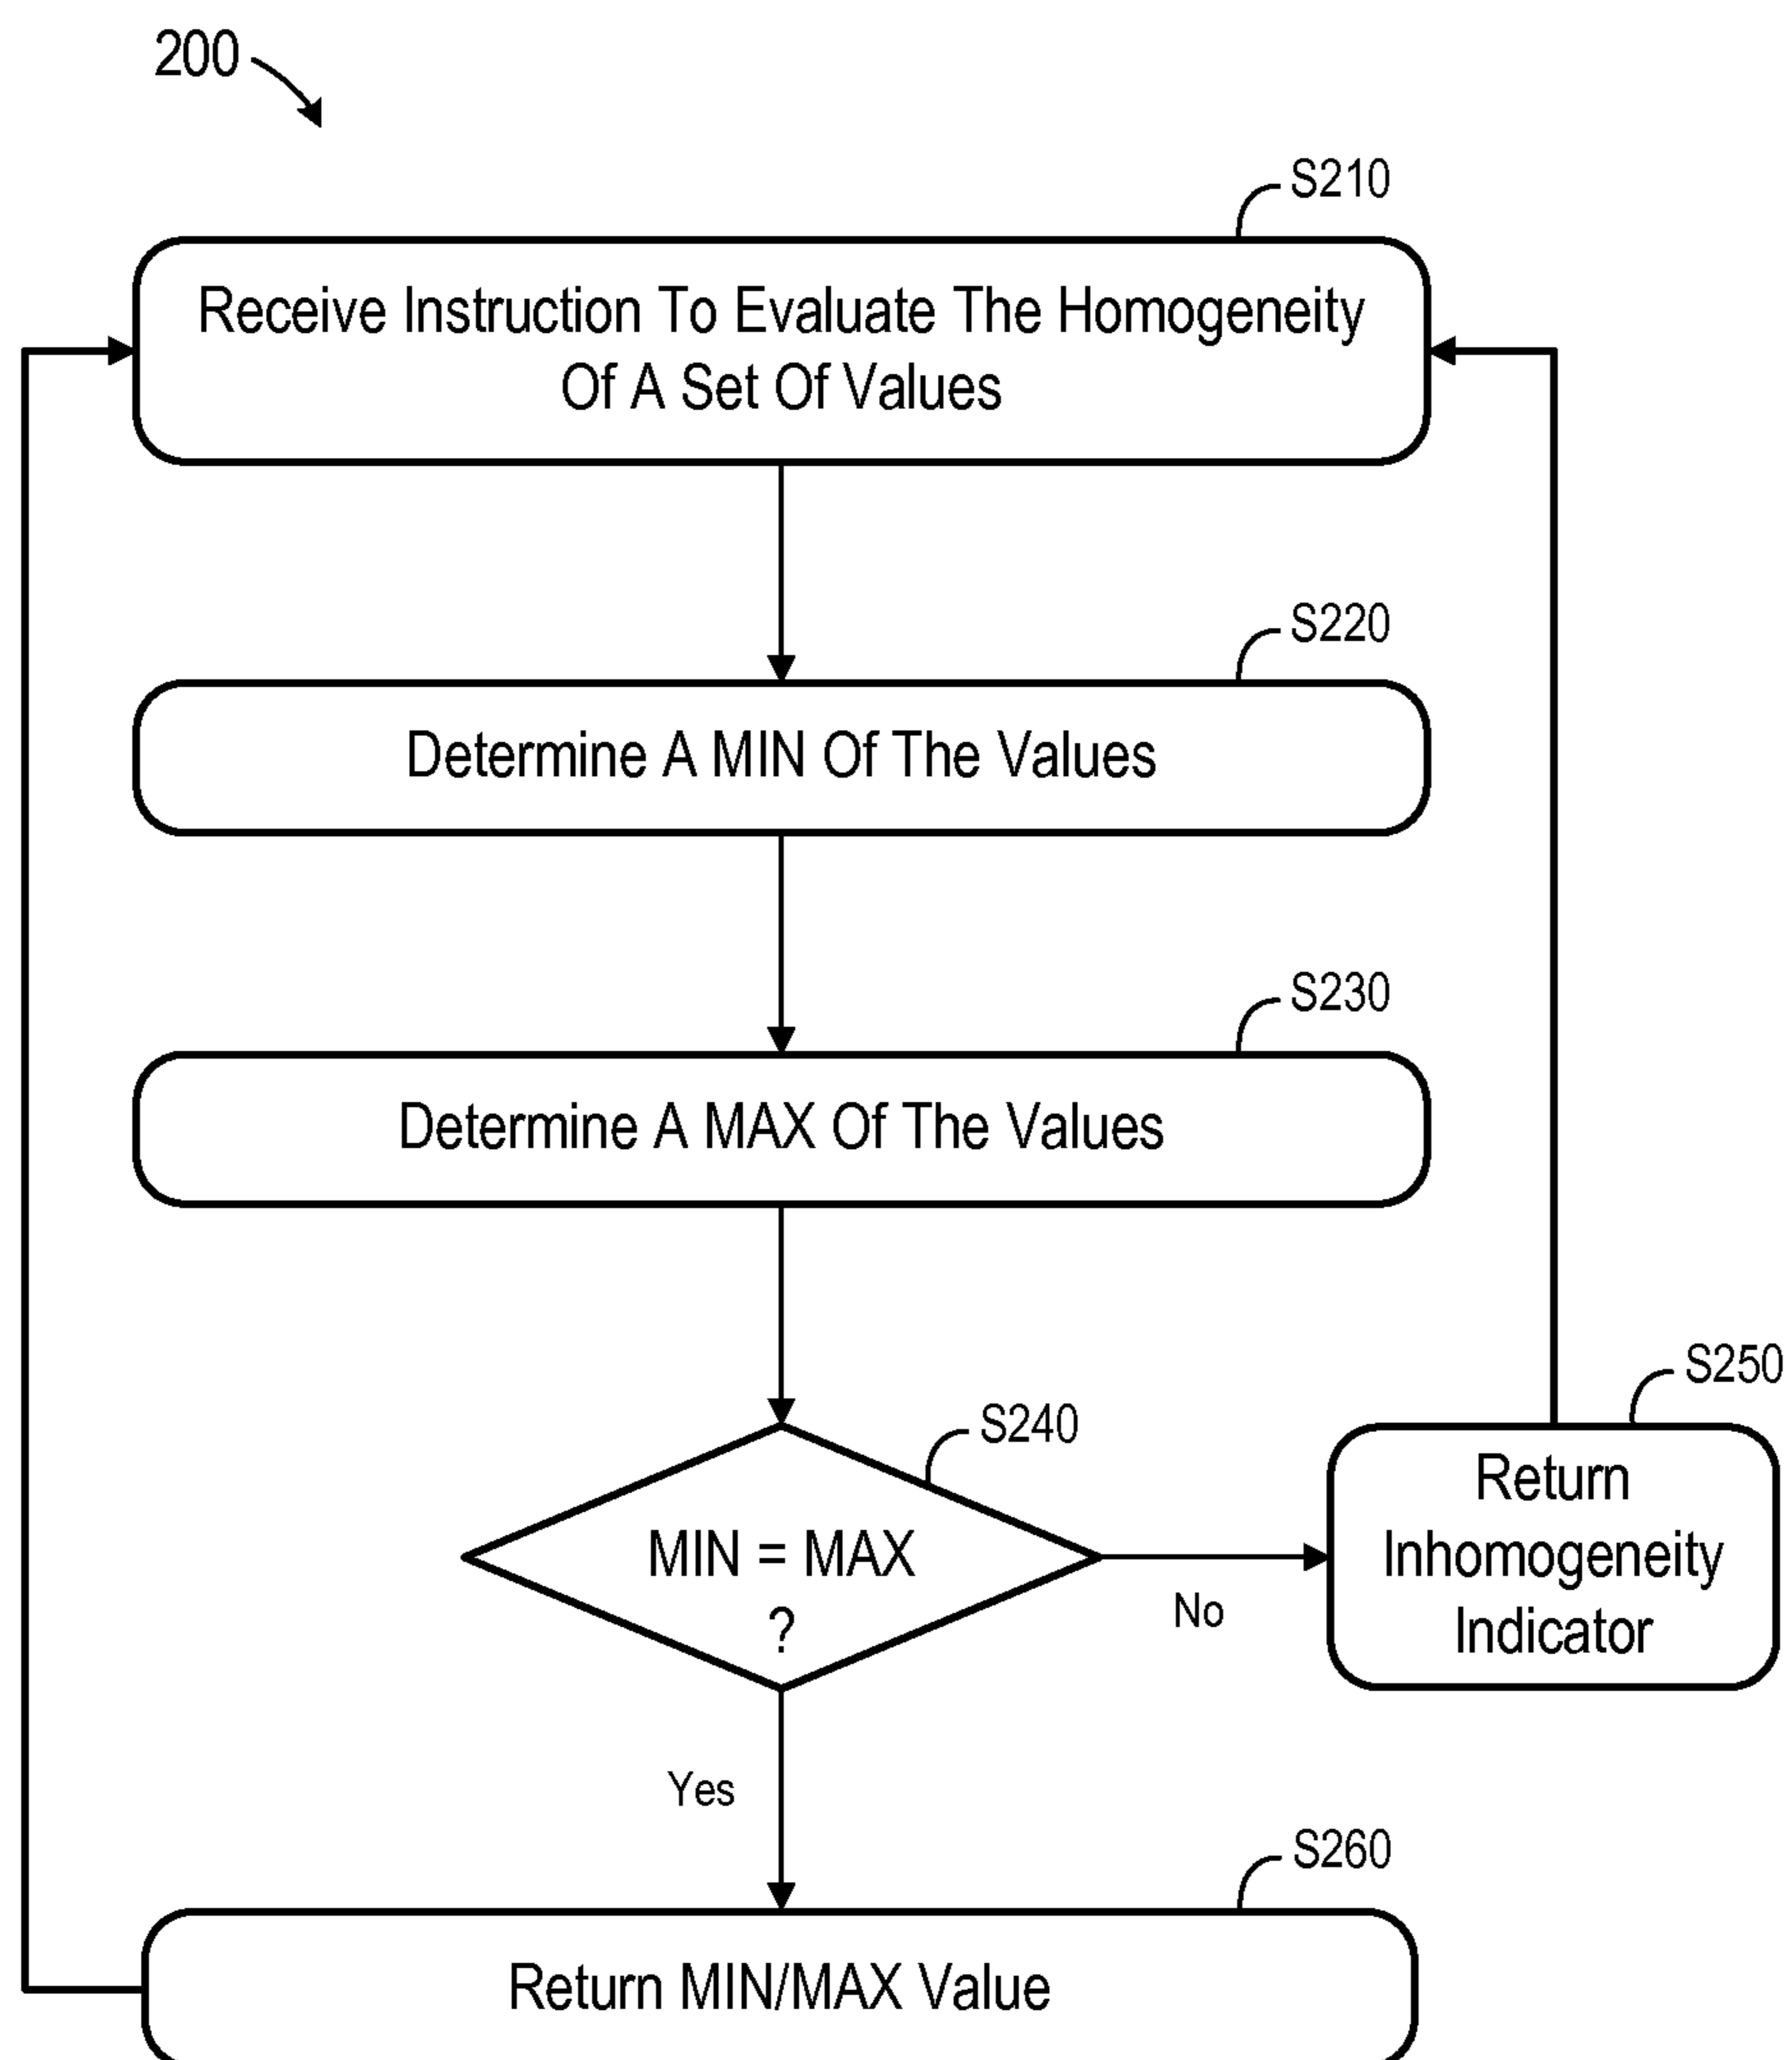 200
S210
Receive Instruction To Evaluate The Homogeneity
Of A Set Of Values
S220
Determine A MIN Of The Values
S230
Determine A MAX Of The Values
S240
MIN = MAX
?
No
S250
Return
Inhomogeneity
Indicator
Yes
S260
Return MIN/MAX Value